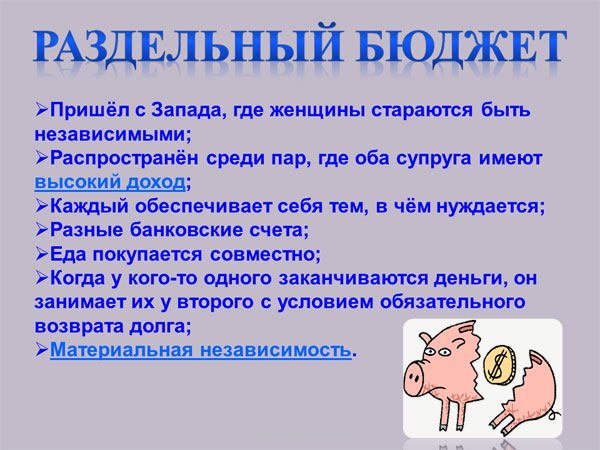 РАЗДЕЛЬНЫЙ БЮДЖЕТ
➢Пришёл с Запада, где женщины стараются быть
независимыми;
➢Распространён среди пар, где оба супруга имеют
высокий доход;
➢Каждый обеспечивает себя тем, в чём нуждается;
➢Разные банковские счета;
➢Еда покупается совместно;
➢Когда у кого-то одного заканчиваются деньги, он
занимает их у второго с условием обязательного
возврата долга;
➢Материальная независимость.
$